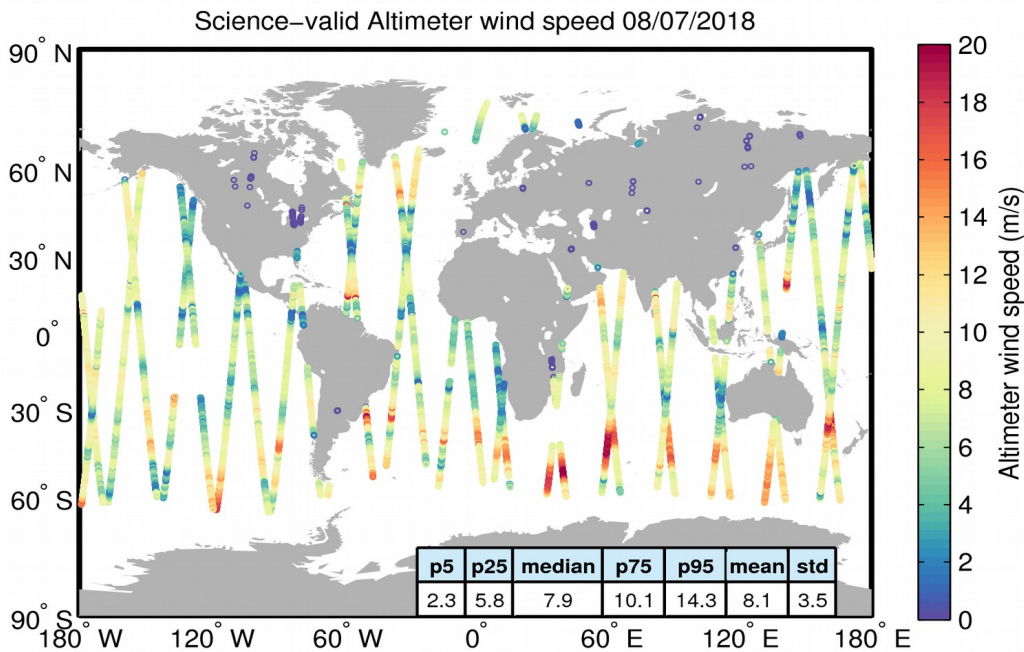 Science−valid Altimeter wind speed 08/07/2018
90° N
60° N
30° N
0°
30° S
60° S
90° S
180° W
120° W
60° W
0°
60° E
120° E
180° E
p5 p25 median p75 p95 mean std
2.3 5.8 7.9 10.1 14.3 8.1 3.5
20
18
16
14
12
10
8
6
4
2
0
Altimeter wind speed (m/s)